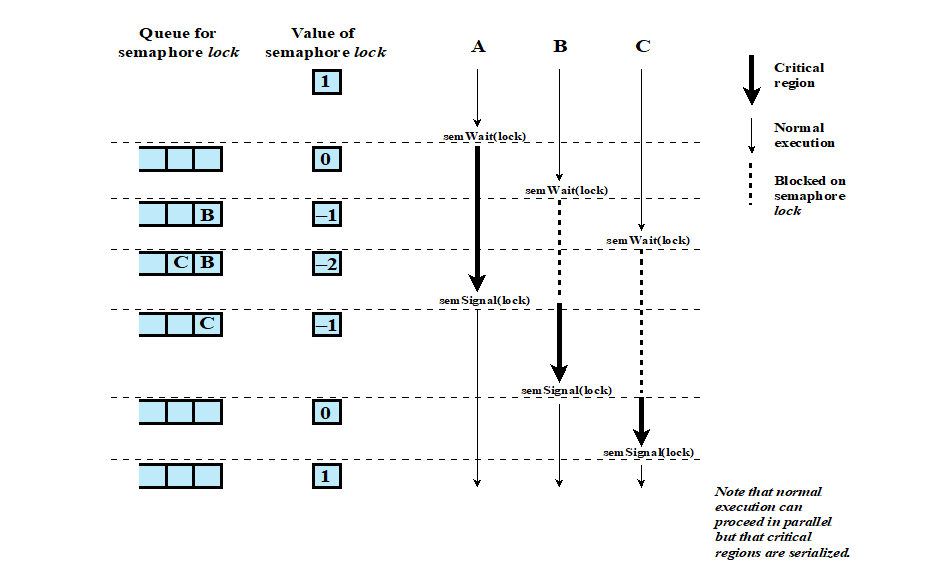 Queue for
semaphore lock
Value of
semaphore lock
A
B
C
1
Critical
region
Normal
execution
semWait(lock)
0
Blocked on
semaphore
lock
semWait(lock)
B
–1
semWait(lock)
C B
–2
semSignal(lock)
C
–1
semSignal(lock)
0
semSignal(lock)
1
Note that normal
execution can
proceed in parallel
but that critical
regions are serialized.